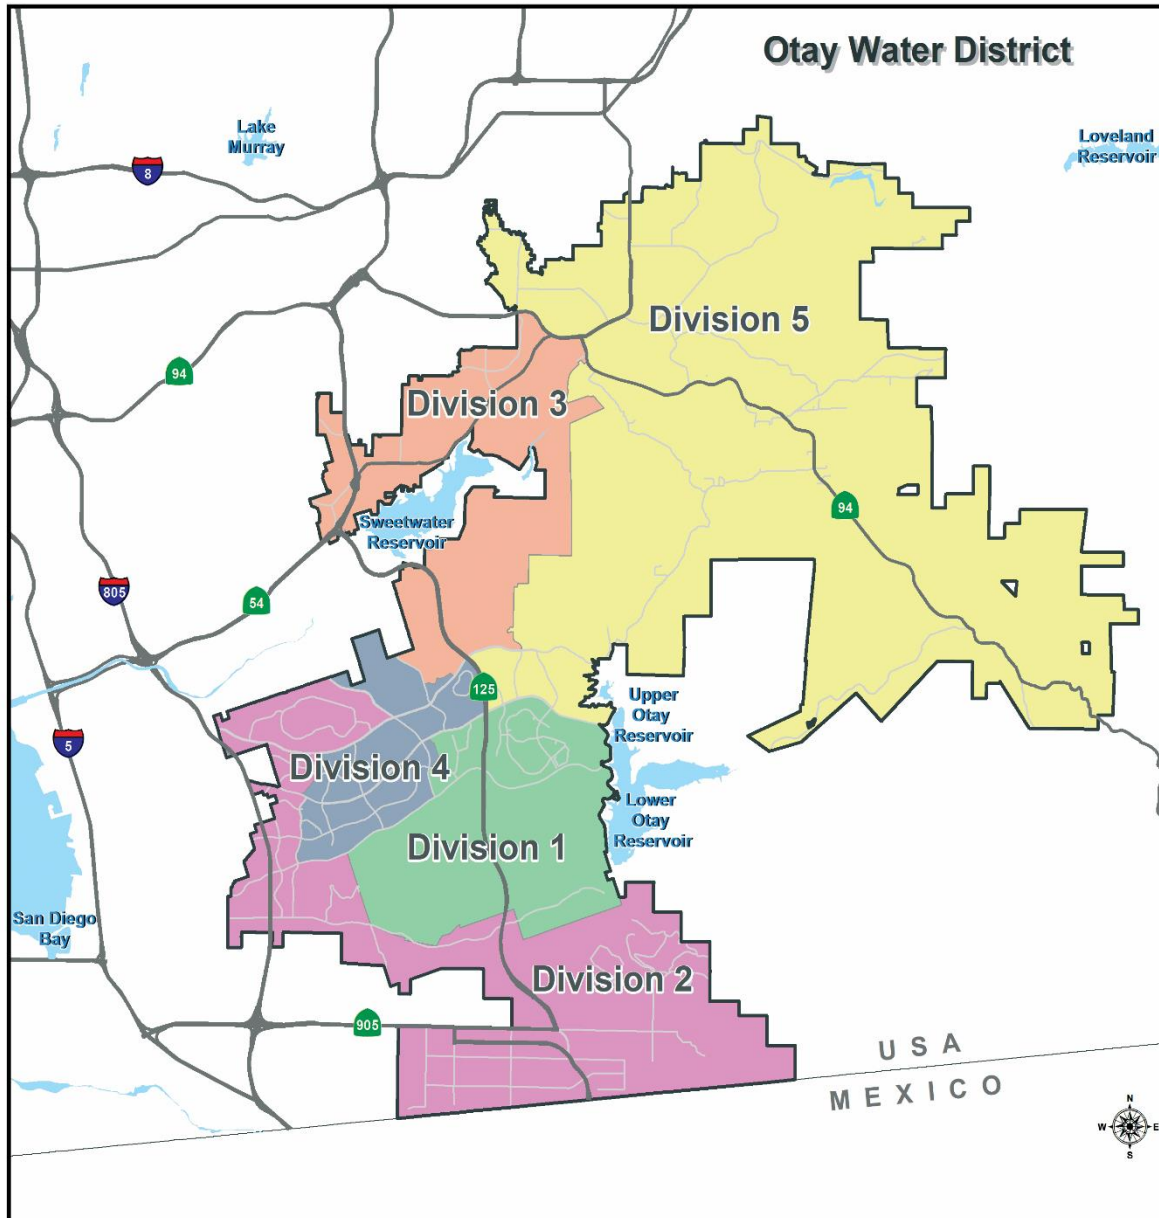 Otay Water District
Lake
Murray
Loveland
Reservoir
8
Division 5
94
Division 3
94
Sweetwater
Reservoir
805
54
125
Upper
Otay
Reservoir
5
Division 4
Lower
Otay
Reservoir
Division 1
San Diego
Bay
Division 2
905
USA
MEXICO
N
W E
S